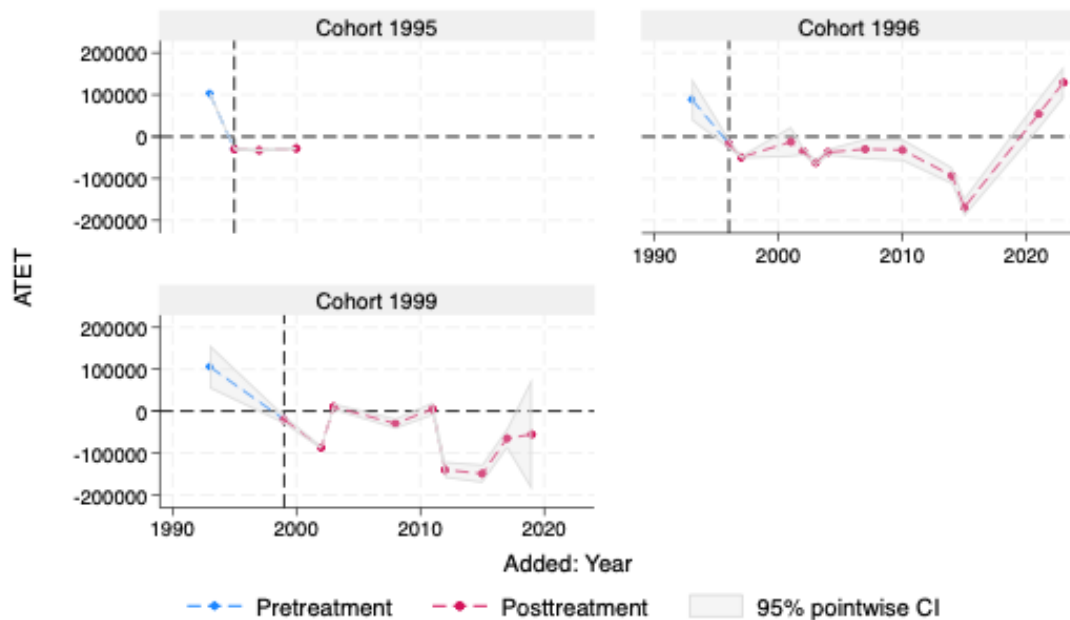 Cohort 1995
Cohort 1996
200000
100000
0
-100000
-200000
1990
2000
2010
2020
ATET
Cohort 1999
200000
100000
0
-100000
-200000
1990
2000
2010
2020
Added: Year
Pretreatment
Posttreatment
95% pointwise CI